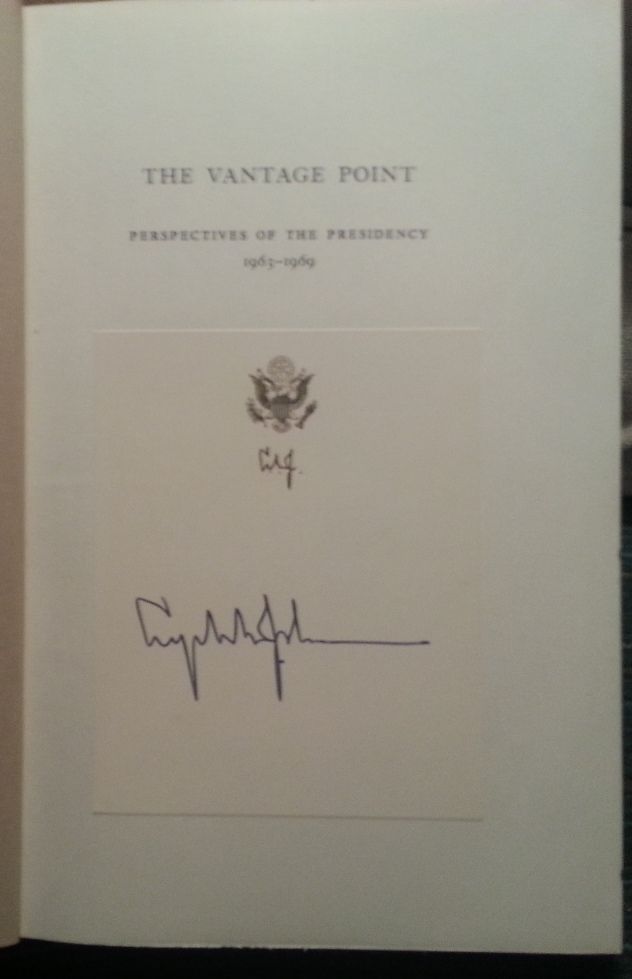 THE VANTAGE POINT
PERSPECTIVES OF THE PRESIDENCY
1963–1969